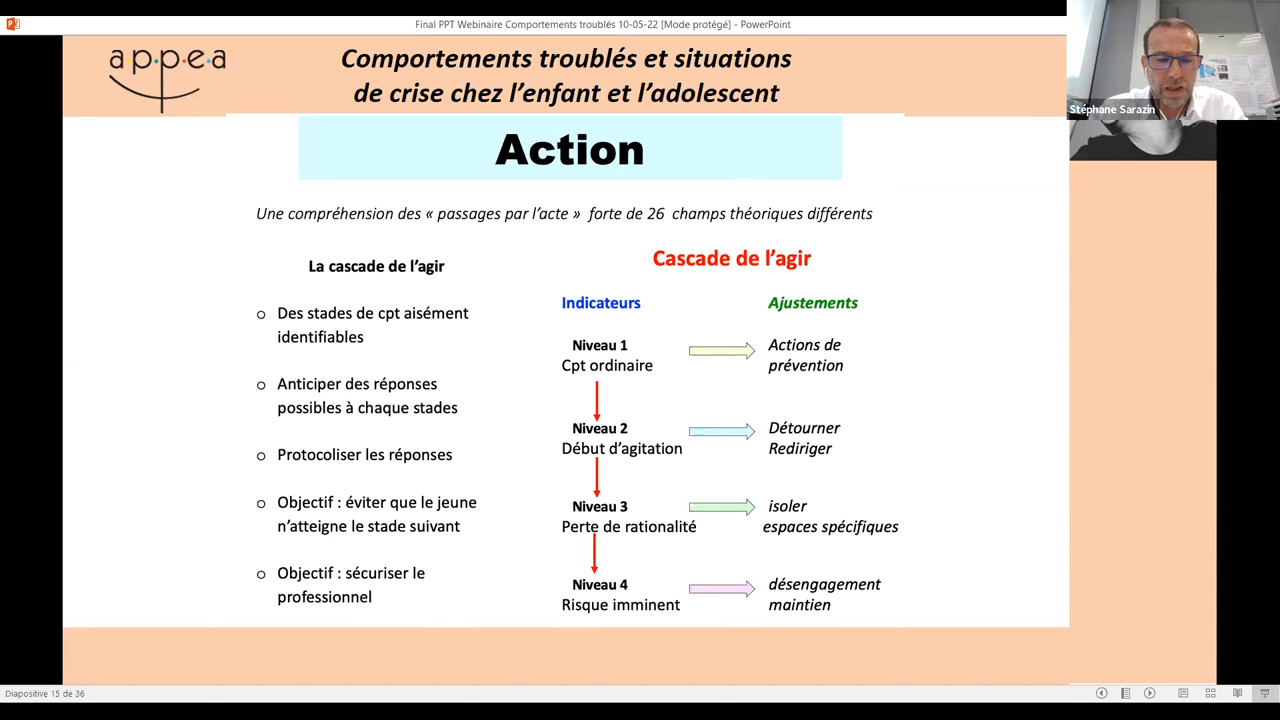 Final PPT Webinaire Comportements troublés 10-05-22 [Mode protégé] - PowerPoint
appea
Comportements troublés et situations
de crise chez l'enfant et l'adolescent
Stéphane Sarazin
Action
Une compréhension des « passages par l'acte » forte de 26 champs théoriques différents
La cascade de l'agir
o Des stades de cpt aisément
identifiables
o Anticiper des réponses
possibles à chaque stades
o Protocoliser les réponses
o Objectif : éviter que le jeune
n'atteigne le stade suivant
o Objectif : sécuriser le
professionnel
Cascade de l'agir
Indicateurs
Ajustements
Niveau 1
Cpt ordinaire
Actions de
prévention
Niveau 2
Début d'agitation
Détourner
Rediriger
Niveau 3
Perte de rationalité
isoler
espaces spécifiques
Niveau 4
Risque imminent
désengagement
maintien
Diapositive 15 de 36